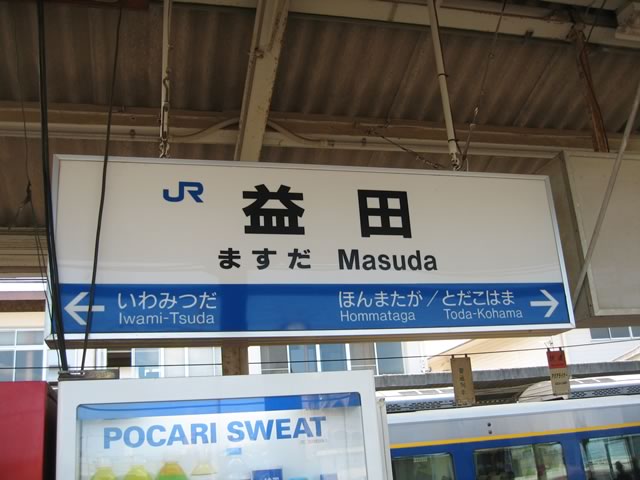 JR 益田
ますだ Masuda
いわみつだ ほんまたが／とだこはま
Iwami-Tsuda Hommataga Toda-Kohama
POCARI SWEAT